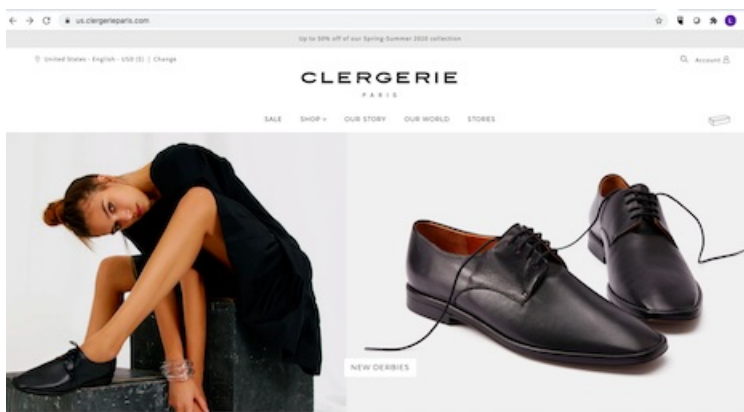 us.clergerieparis.com
L
Up to 50% off of our Spring-Summer 2020 collection
United States - English - USD ($) | Change
Account
CLERGERIE
PARIS
SALE SHOP OUR STORY OUR WORLD STORES
NEW DERBIES